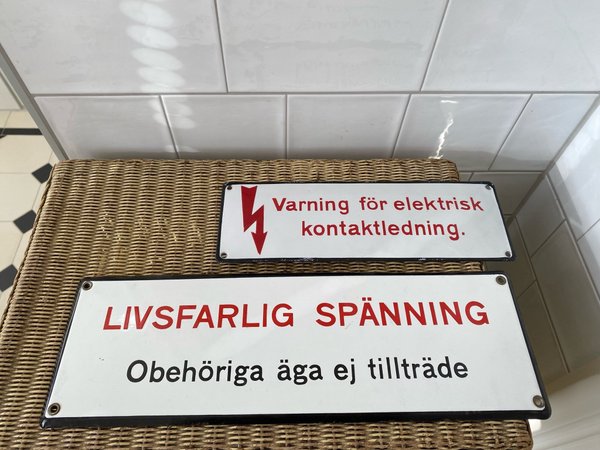 Varning för elektrisk
kontaktledning.
LIVSFARLIG SPÄNNING
Obehöriga äga ej tillträde